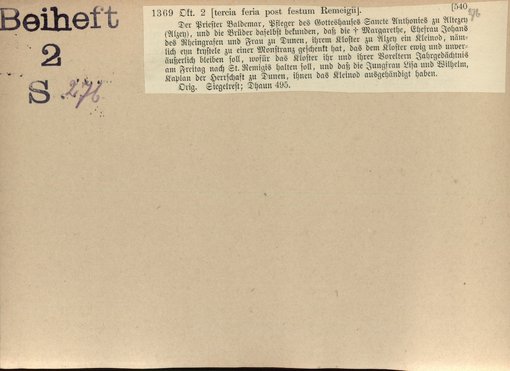 Beiheft
2
S 276
1369 Okt. 2 [tercia feria post festum Remeigii]. [540
Der Priester Baldemar, Pfleger des Gotteshauses Sancte Anthonies zu Altzen
(Alzey), und die Brüder daselbst bekunden, daß die † Margarethe, Ehefrau Johans
des Rheingrafen und Frau zu Dunen, ihrem Kloster zu Alzey ein Kleinod, näm-
lich eyn krystele zu einer Monstranz geschenkt hat, das dem Kloster ewig und unver-
äußerlich bleiben soll, wofür das Kloster ihr und ihrer Voreltern Jahrgedächtnis
am Freitag nach St. Remigis halten soll, und daß die Jungfrau Lisa und Wilhelm,
Kaplan der Herrschaft zu Dunen, ihnen das Kleinod ausgehändigt haben.
Orig. Siegelrest; Dhaun 495.